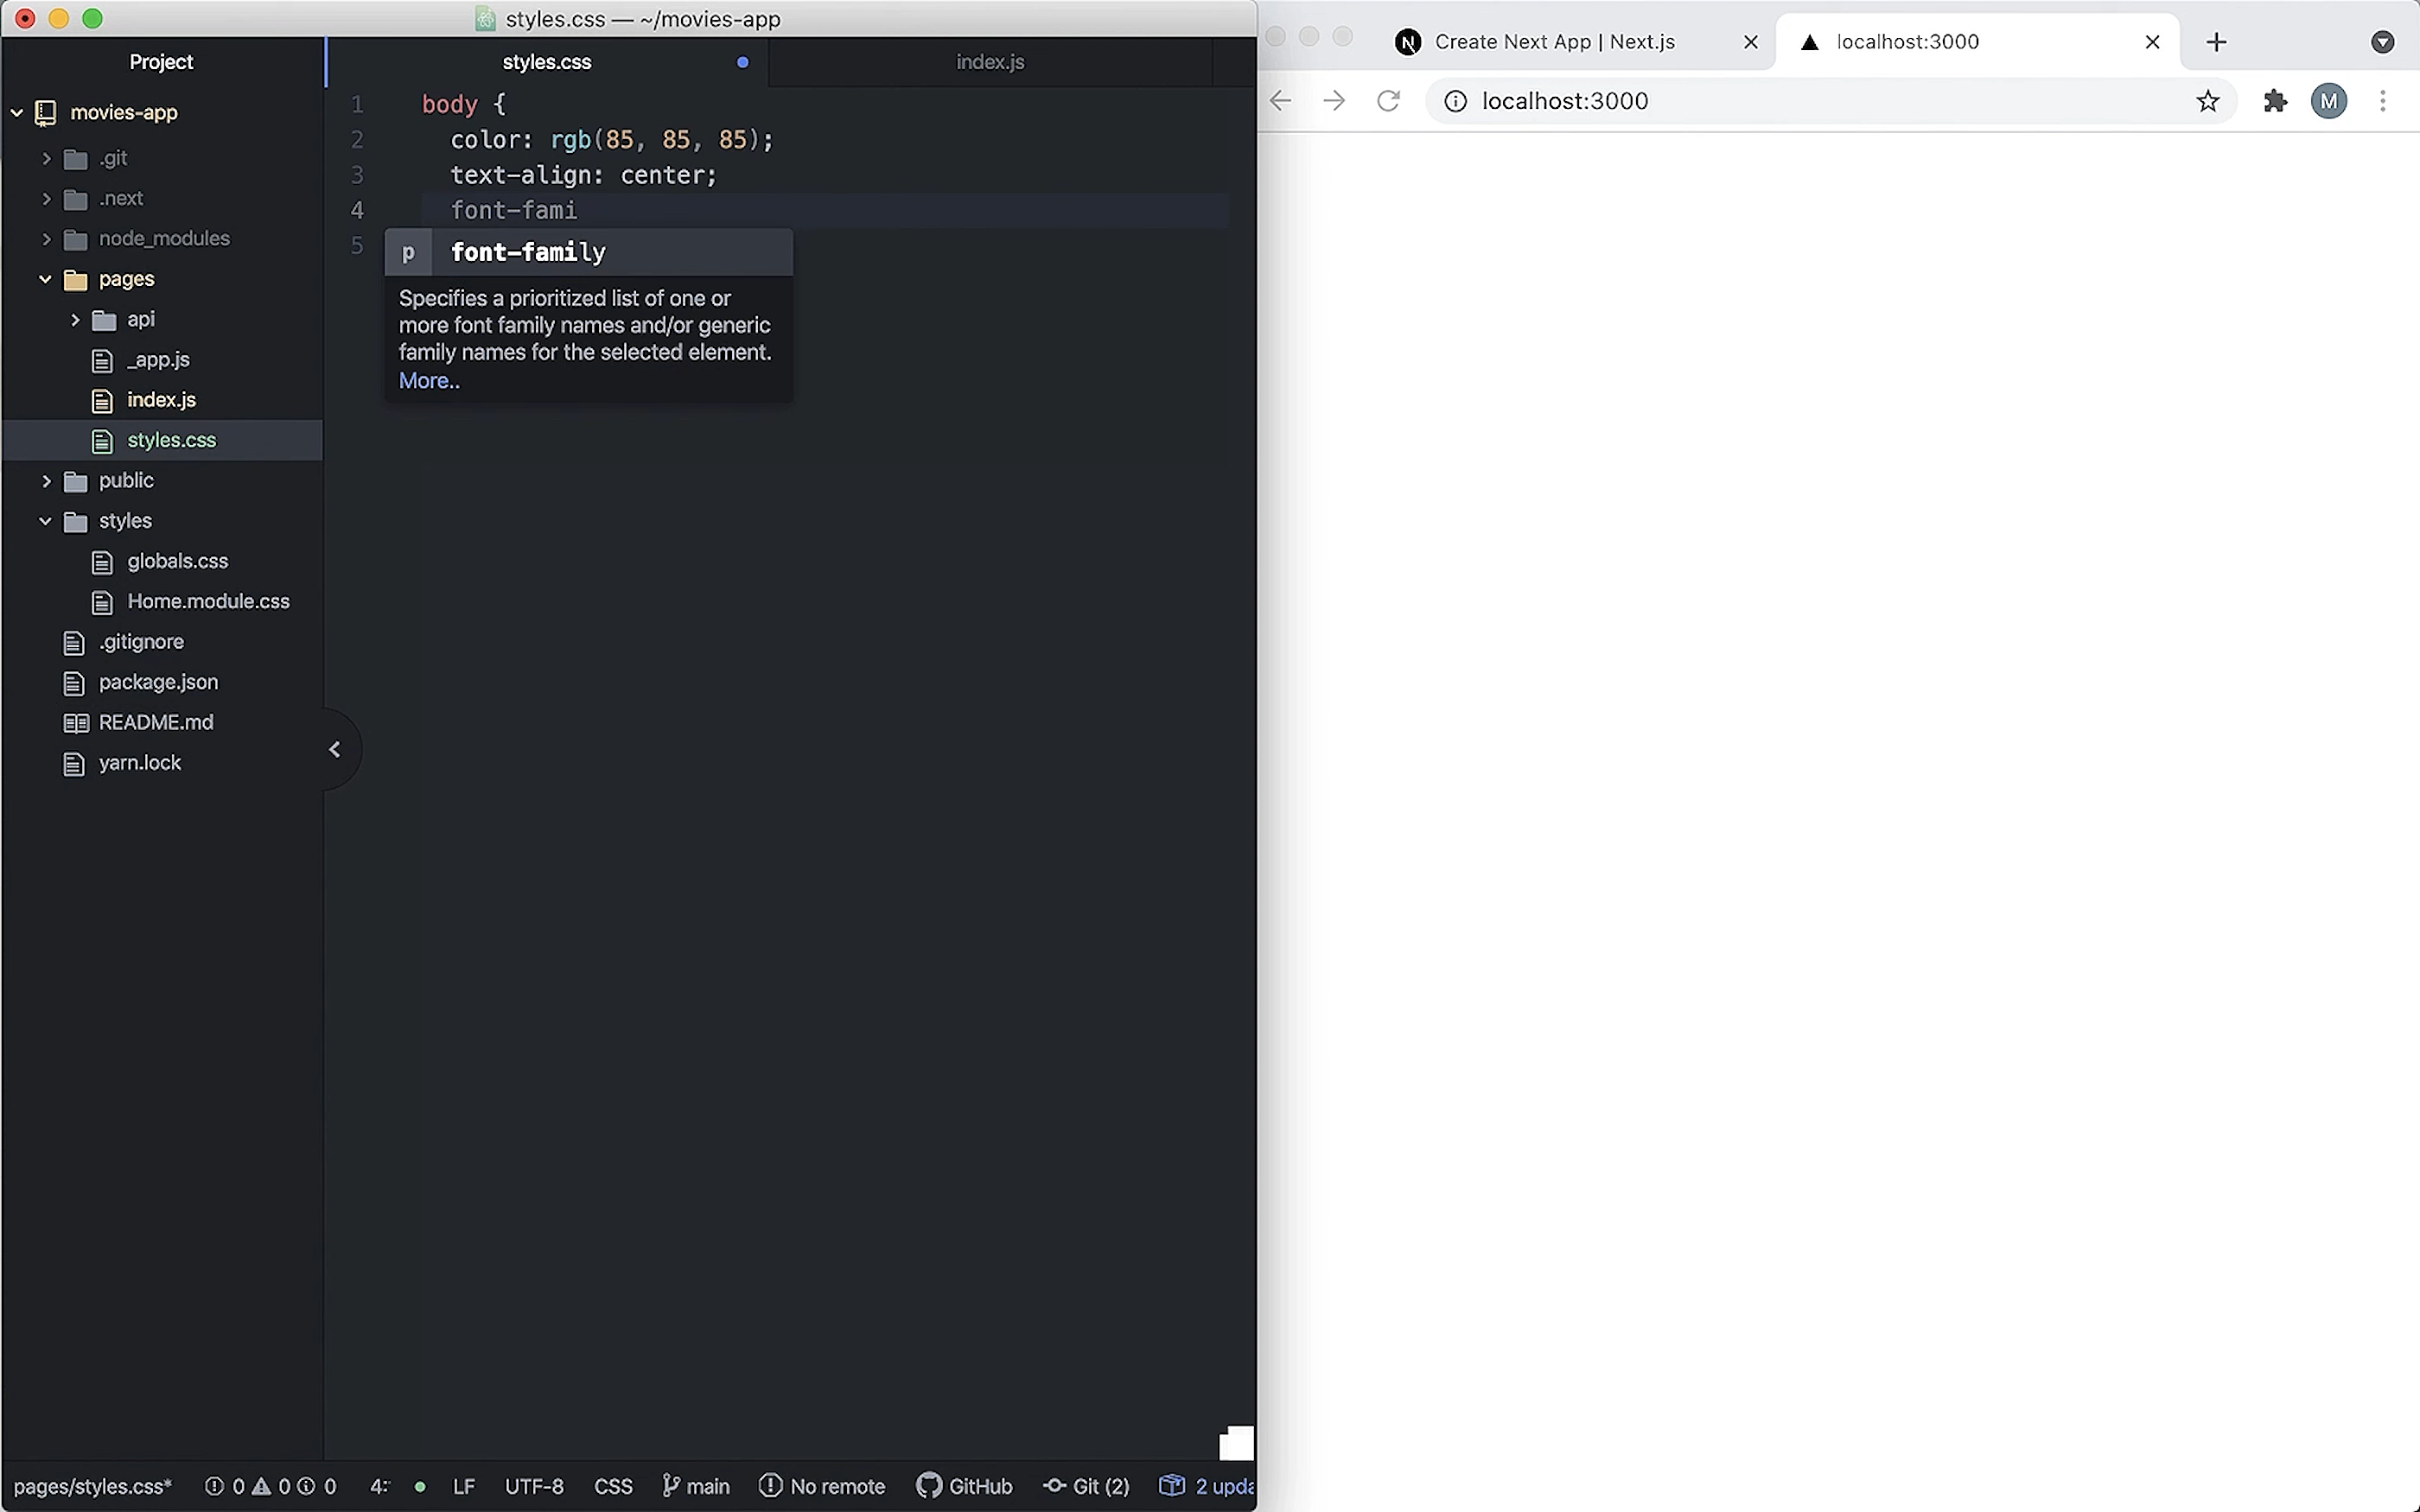 styles.css — ~/movies-app
Project
movies-app
.git
.next
node_modules
pages
api
_app.js
index.js
styles.css
public
styles
globals.css
Home.module.css
.gitignore
package.json
README.md
yarn.lock
styles.css
index.js
1 body {
2 color: rgb(85, 85, 85);
3 text-align: center;
4 font-fami
5
p font-family
Specifies a prioritized list of one or
more font family names and/or generic
family names for the selected element.
More..
pages/styles.css* 0 0 0 4: LF UTF-8 CSS main No remote GitHub Git (2) 2 upda
Create Next App | Next.js
localhost:3000
localhost:3000
M